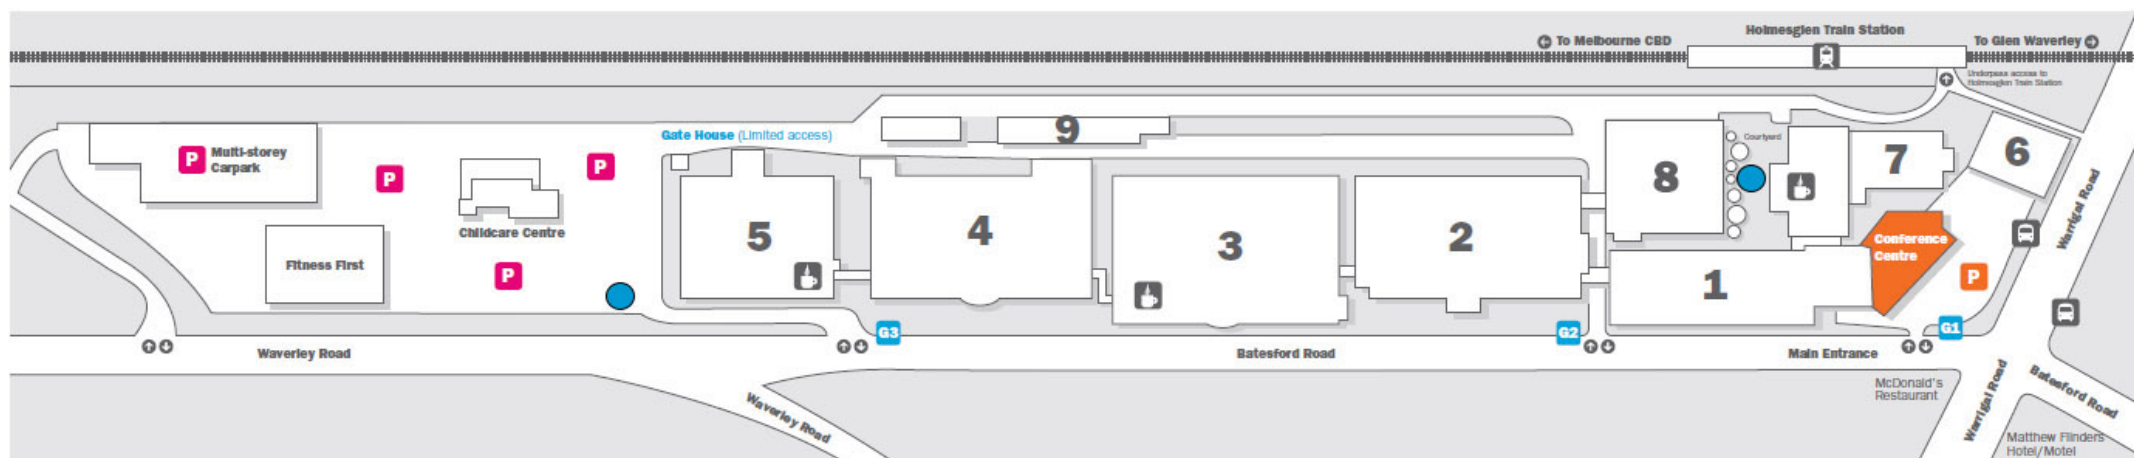 Holmesglen Train Station
To Melbourne CBD
To Glen Waverley
Underpass access to
Holmesglen Train Station
Gate House (Limited access)
9
Courtyard
P
Multi-storey
Carpark
P
P
Childcare Centre
Fitness First
P
5
4
3
2
8
7
6
1
Conference
Centre
P
Warrigal Road
G3
G2
G1
Waverley Road
Batesford Road
Main Entrance
McDonald's
Restaurant
Warrigal Road
Batesford Road
Waverley Road
Matthew Flinders
Hotel/Motel